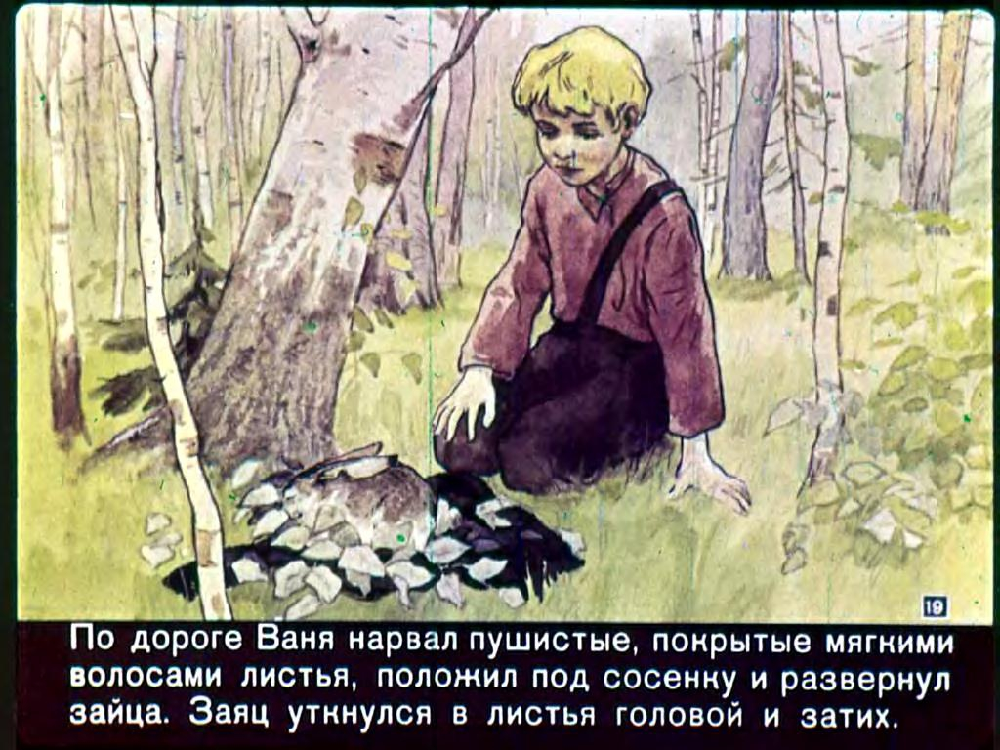 19
По дороге Ваня нарвал пушистые, покрытые мягкими
волосами листья, положил под сосенку и развернул
зайца. Заяц уткнулся в листья головой и затих.